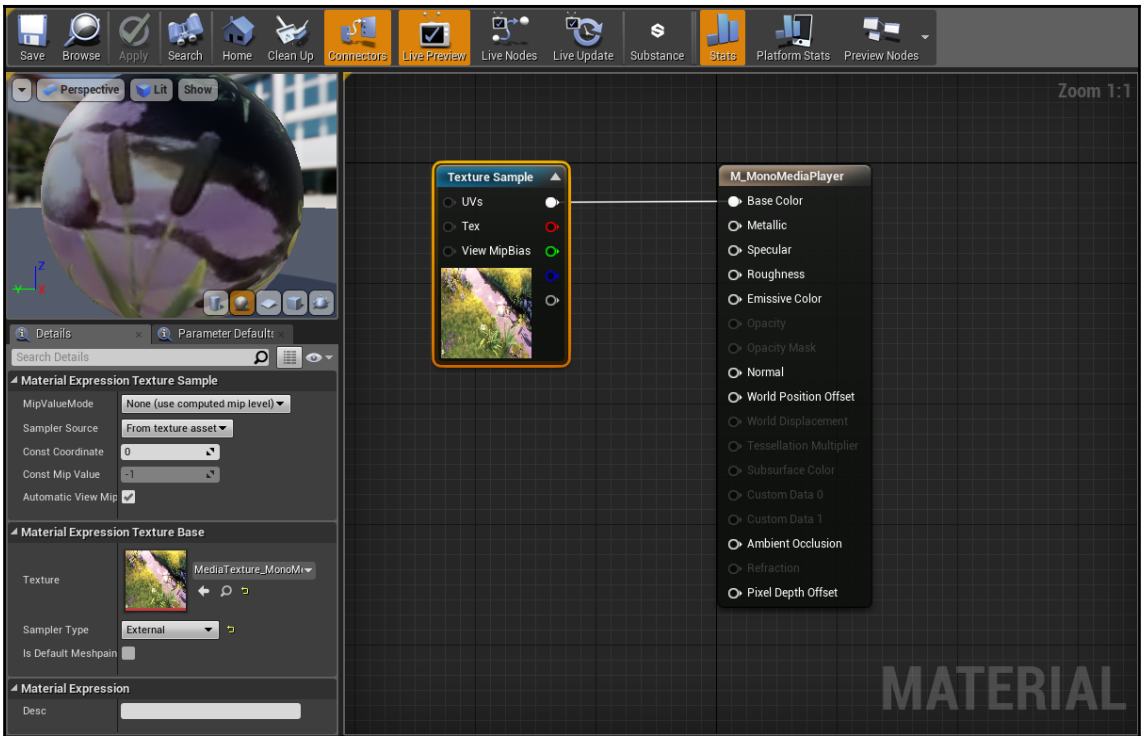 Save Browse Apply Search Home Clean Up Connectors Live Preview Live Nodes Live Update Substance Stats Platform Stats Preview Nodes
Perspective Lit Show
Z
Y X
Details
Parameter Defaults
Search Details
Material Expression Texture Sample
MipValueMode None (use computed mip level)
Sampler Source From texture asset
Const Coordinate 0
Const Mip Value -1
Automatic View Mip
Material Expression Texture Base
Texture
MediaTexture_MonoMe
Sampler Type External
Is Default Meshpain
Material Expression
Desc
Zoom 1:1
Texture Sample
UVs
Tex
View MipBias
M_MonoMediaPlayer
Base Color
Metallic
Specular
Roughness
Emissive Color
Opacity
Opacity Mask
Normal
World Position Offset
World Displacement
Tessellation Multiplier
Subsurface Color
Custom Data 0
Custom Data 1
Ambient Occlusion
Refraction
Pixel Depth Offset
MATERIAL